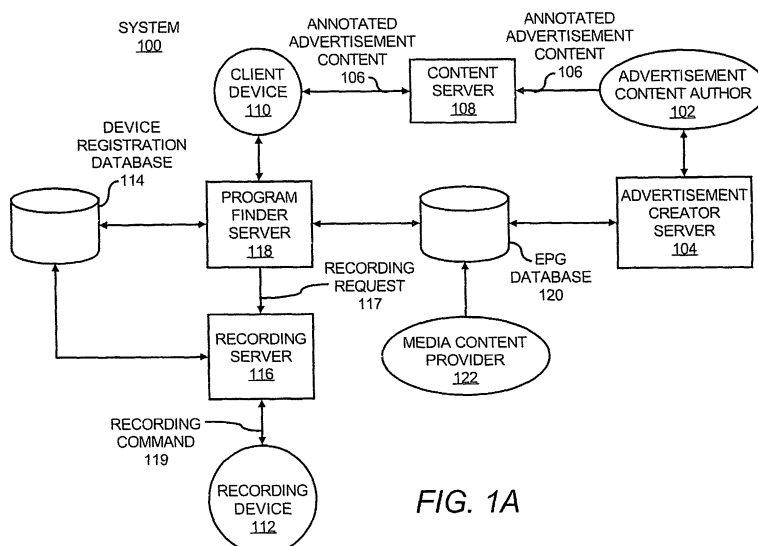 SYSTEM
100
ANNOTATED
ADVERTISEMENT
CONTENT
106
ANNOTATED
ADVERTISEMENT
CONTENT
106
CLIENT
DEVICE
110
CONTENT
SERVER
108
ADVERTISEMENT
CONTENT AUTHOR
102
DEVICE
REGISTRATION
DATABASE
114
PROGRAM
FINDER
SERVER
118
ADVERTISEMENT
CREATOR
SERVER
104
EPG
DATABASE
120
RECORDING
REQUEST
117
RECORDING
SERVER
116
MEDIA CONTENT
PROVIDER
122
RECORDING
COMMAND
119
RECORDING
DEVICE
112
FIG. 1A